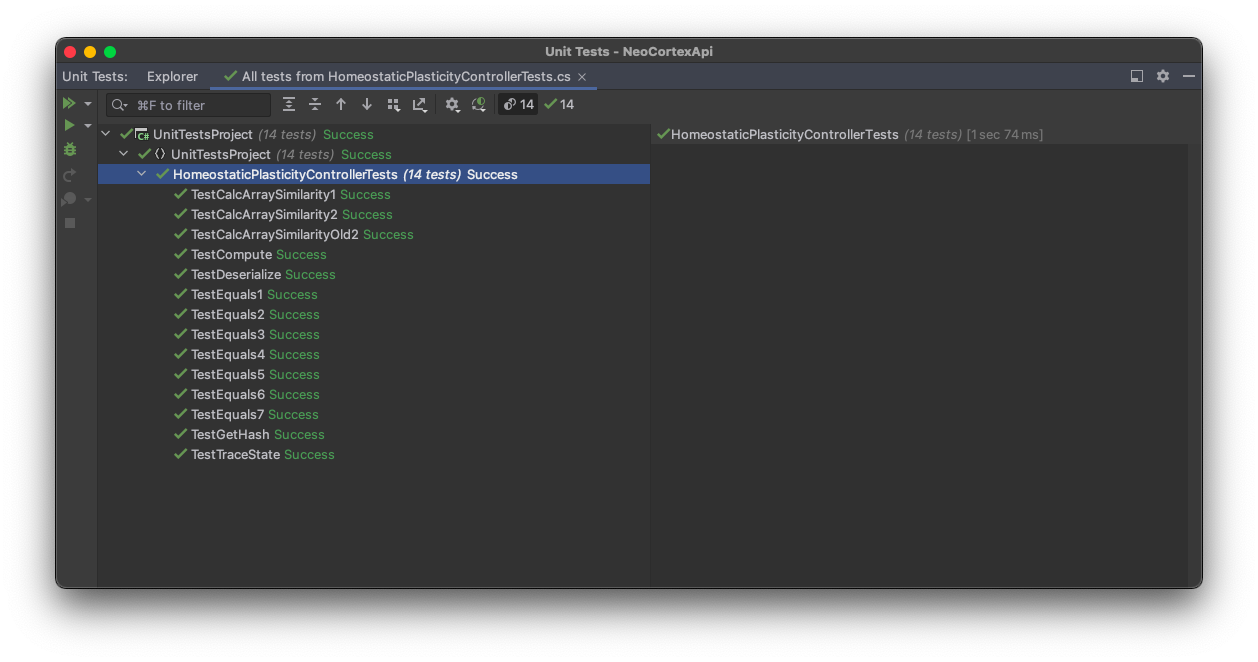 Unit Tests - NeoCortexApi
Unit Tests: Explorer All tests from HomeostaticPlasticityControllerTests.cs
⌘F to filter 14 14
C# UnitTestsProject (14 tests) Success
UnitTestsProject (14 tests) Success
HomeostaticPlasticityControllerTests (14 tests) Success
TestCalcArraySimilarity1 Success
TestCalcArraySimilarity2 Success
TestCalcArraySimilarityOld2 Success
TestCompute Success
TestDeserialize Success
TestEquals1 Success
TestEquals2 Success
TestEquals3 Success
TestEquals4 Success
TestEquals5 Success
TestEquals6 Success
TestEquals7 Success
TestGetHash Success
TestTraceState Success
HomeostaticPlasticityControllerTests (14 tests) [1 sec 74 ms]